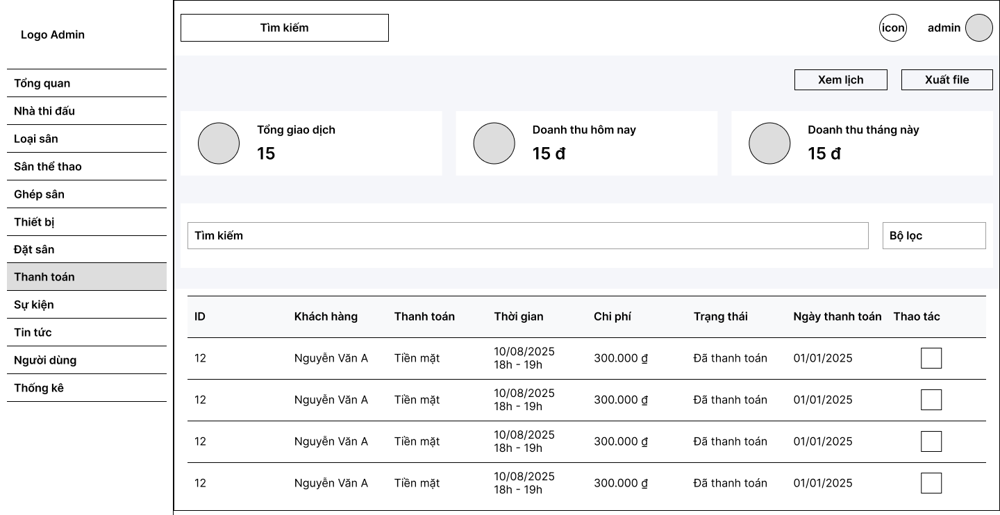 Logo Admin
Tổng quan
Nhà thi đấu
Loại sân
Sân thể thao
Ghép sân
Thiết bị
Đặt sân
Thanh toán
Sự kiện
Tin tức
Người dùng
Thống kê
Tìm kiếm
icon
admin
Xem lịch
Xuất file
Tổng giao dịch
15
Doanh thu hôm nay
15 đ
Doanh thu tháng này
15 đ
Tìm kiếm
Bộ lọc
ID Khách hàng Thanh toán Thời gian Chi phí Trạng thái Ngày thanh toán Thao tác
12 Nguyễn Văn A Tiền mặt 10/08/2025 300.000 ₫ Đã thanh toán 01/01/2025
18h - 19h
12 Nguyễn Văn A Tiền mặt 10/08/2025 300.000 ₫ Đã thanh toán 01/01/2025
18h - 19h
12 Nguyễn Văn A Tiền mặt 10/08/2025 300.000 ₫ Đã thanh toán 01/01/2025
18h - 19h
12 Nguyễn Văn A Tiền mặt 10/08/2025 300.000 ₫ Đã thanh toán 01/01/2025
18h - 19h